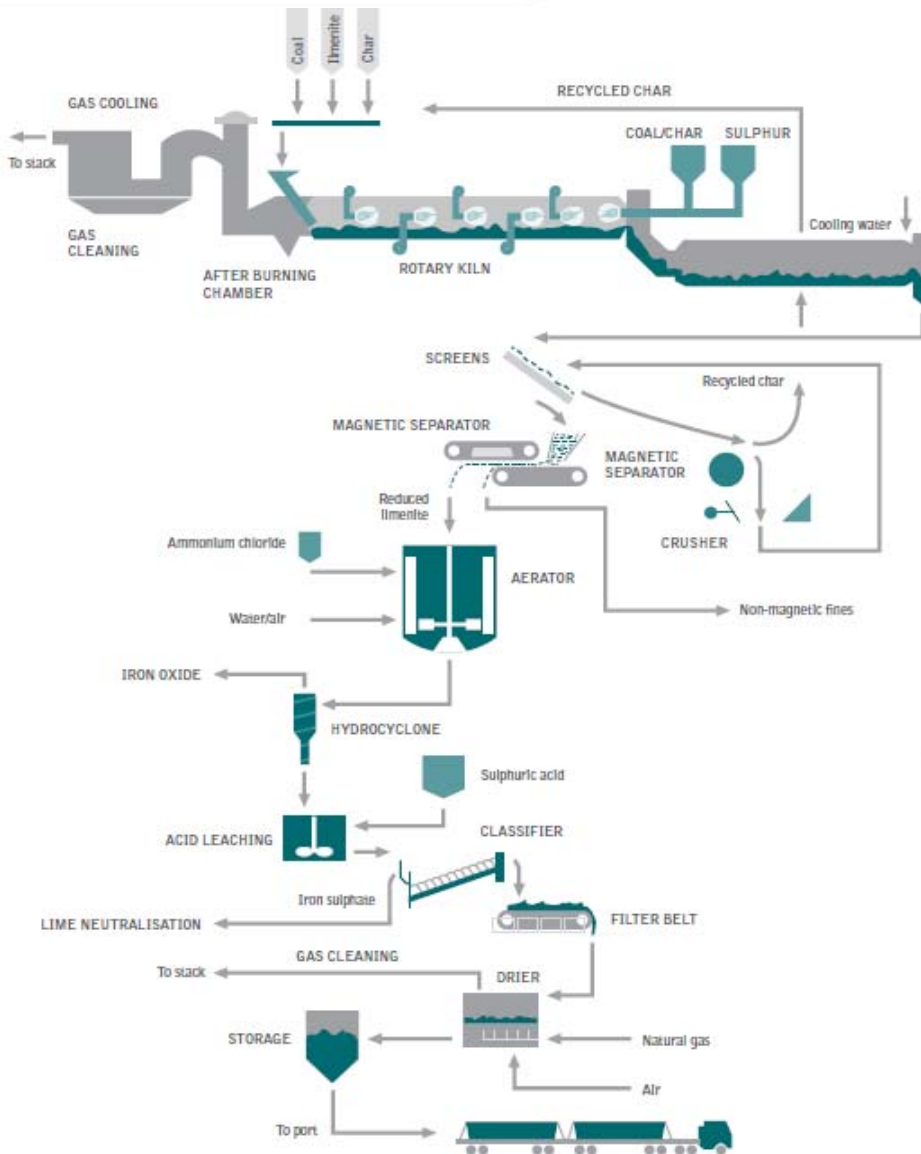 Coal
Ilmenite
Char
GAS COOLING
RECYCLED CHAR
COAL/CHAR
SULPHUR
To stack
Cooling water
GAS
CLEANING
AFTER BURNING
CHAMBER
ROTARY KILN
SCREENS
Recycled char
MAGNETIC SEPARATOR
MAGNETIC
SEPARATOR
Reduced
limenite
CRUSHER
Ammonium chloride
AERATOR
Water/air
Non-magnetic fines
IRON OXIDE
HYDROCYCLONE
Sulphuric acid
ACID LEACHING
CLASSIFIER
Iron sulphate
LIME NEUTRALISATION
FILTER BELT
GAS CLEANING
To stack
DRIER
STORAGE
Natural gas
Air
To port